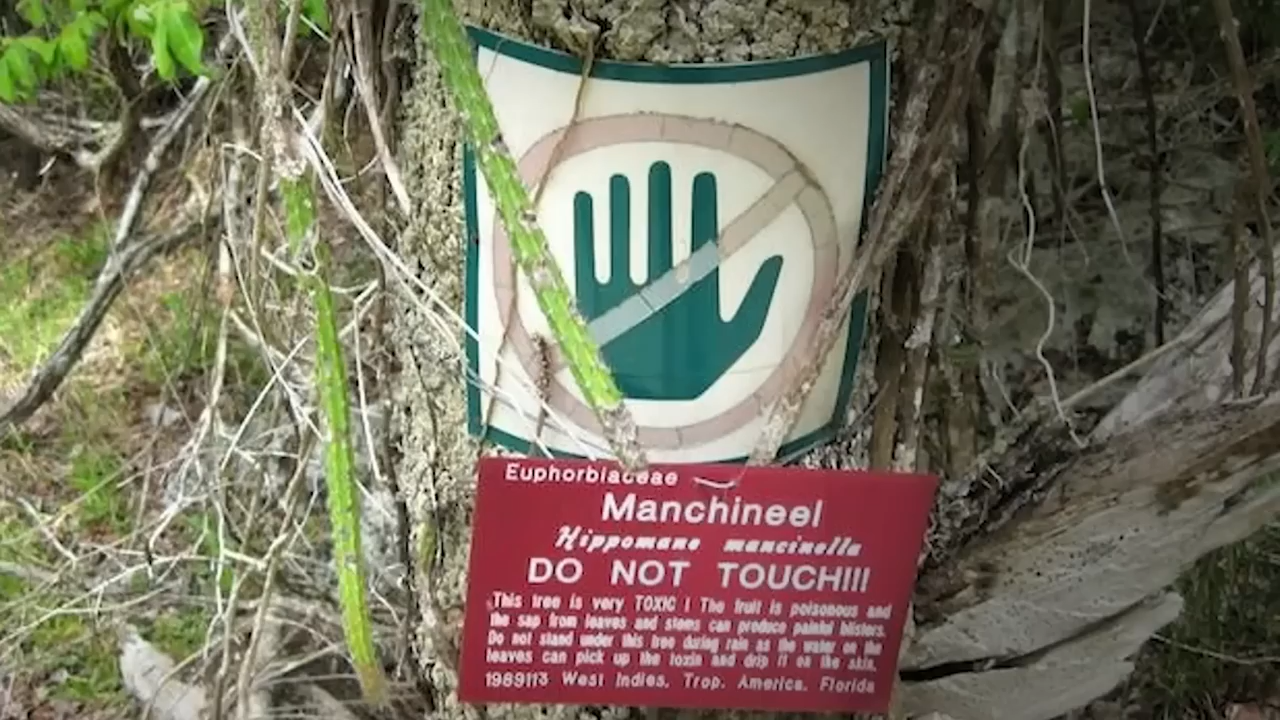 Euphorbiaceae
Manchineel
Hippomane mancinella
DO NOT TOUCH!!!
This tree is very TOXIC ! The fruit is poisonous and
the sap from leaves and stems can produce painful blisters.
Do not stand under this tree during rain as the water on the
leaves can pick up the toxin and drip it on the skin.
1989113 West Indies, Trop. America, Florida